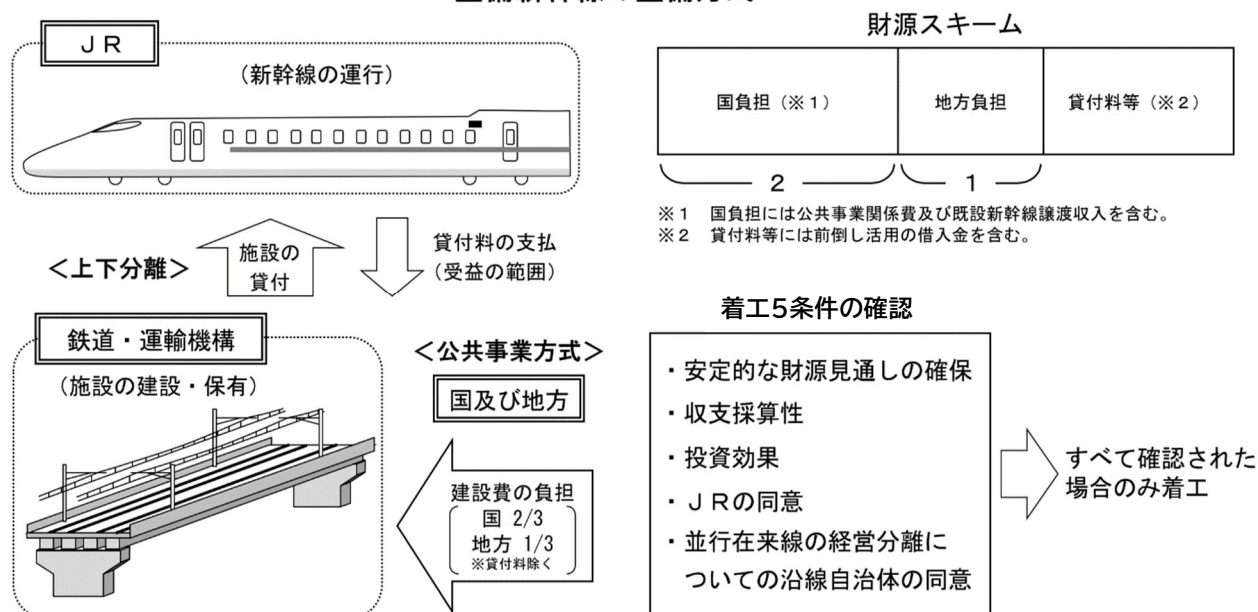 JR
(新幹線の運行)
<上下分離>
施設の
貸付
貸付料の支払
(受益の範囲)
鉄道・運輸機構
(施設の建設・保有)
<公共事業方式>
国及び地方
建設費の負担
国 2/3
地方 1/3
※貸付料除く
財源スキーム
国負担(※1)
地方負担
貸付料等(※2)
2
1
※1 国負担には公共事業関係費及び既設新幹線譲渡収入を含む。
※2 貸付料等には前倒し活用の借入金を含む。
着工5条件の確認
・安定的な財源見通しの確保
・収支採算性
・投資効果
・JRの同意
・並行在来線の経営分離に
ついての沿線自治体の同意
すべて確認された
場合のみ着工